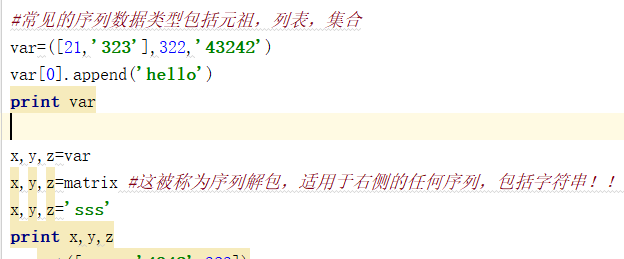 #常见的序列数据类型包括元祖，列表，集合
var=([21,'323'],322,'43242')
var[0].append('hello')
print var
x,y,z=var
x,y,z=matrix #这被称为序列解包，适用于右侧的任何序列，包括字符串！！
x,y,z='sss'
print x,y,z